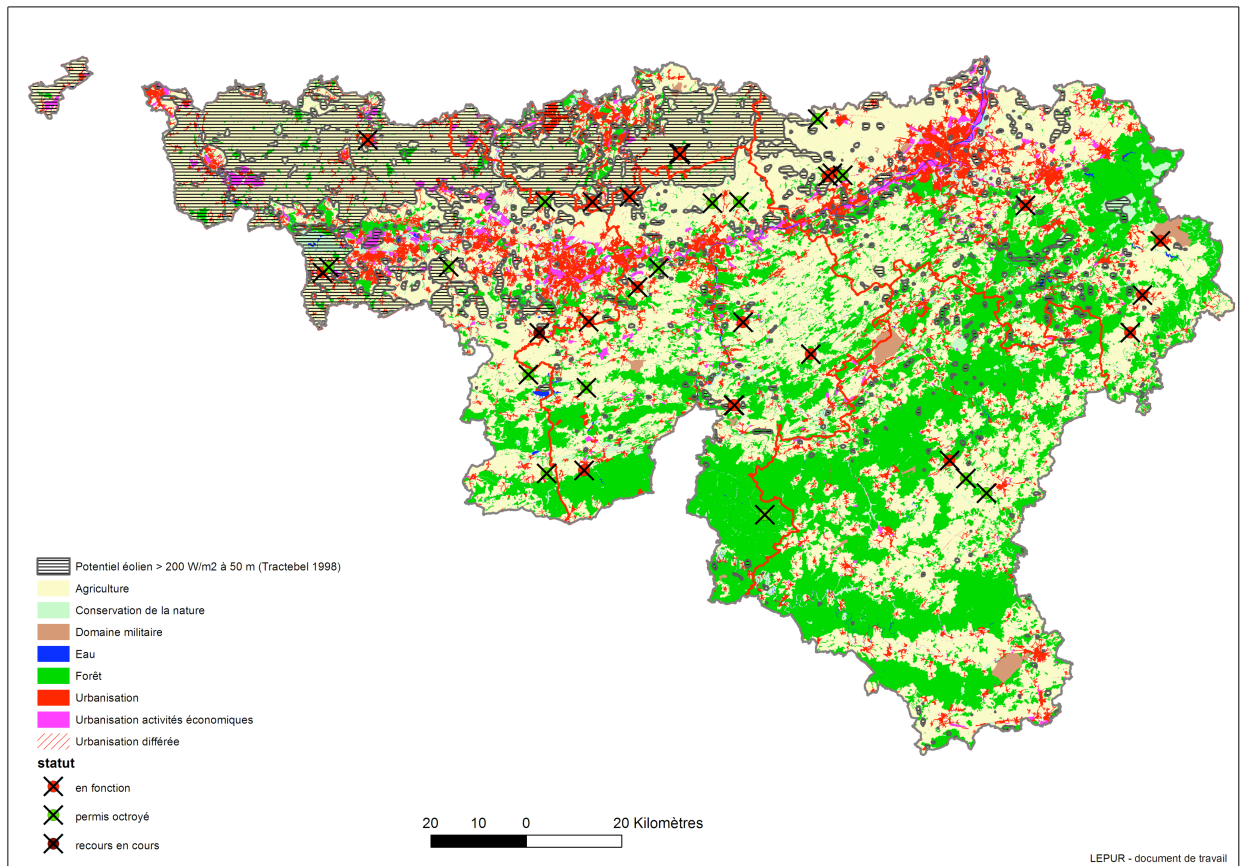 Potentiel éolien > 200 W/m2 à 50 m (Tractebel 1998)
Agriculture
Conservation de la nature
Domaine militaire
Eau
Forêt
Urbanisation
Urbanisation activités économiques
Urbanisation différée
statut
en fonction
permis octroyé
recours en cours
20 10 0 20 Kilomètres
LEPUR - document de travail